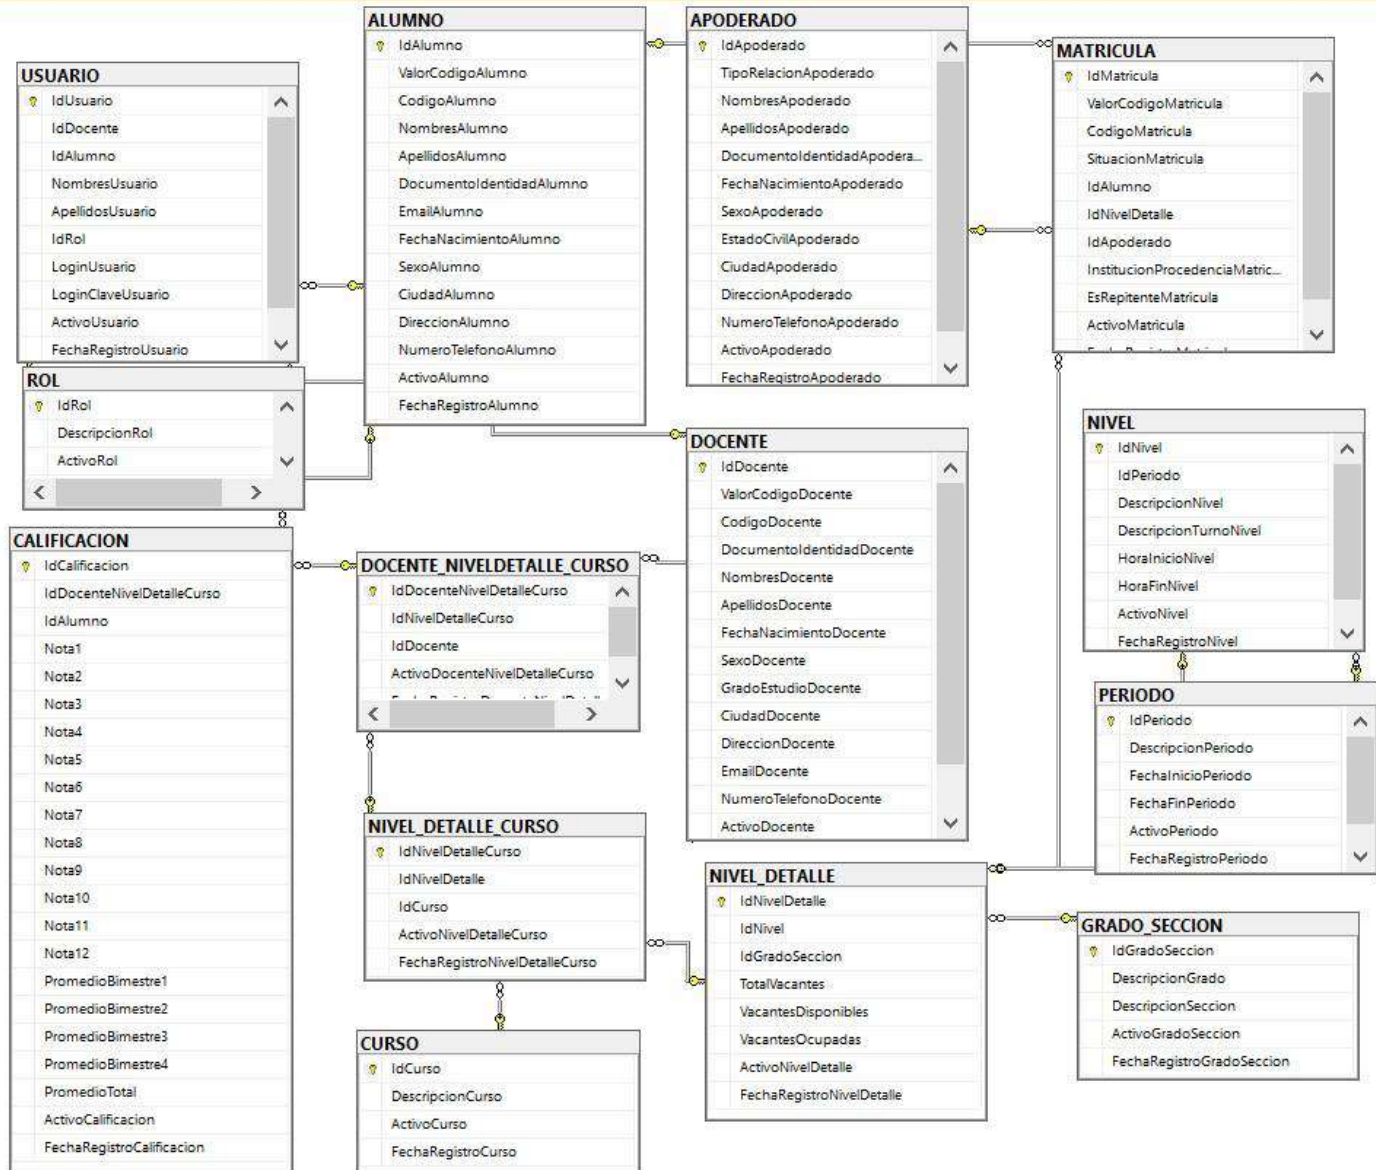 USUARIO
IdUsuario
IdDocente
IdAlumno
NombresUsuario
ApellidosUsuario
IdRol
LoginUsuario
LoginClaveUsuario
ActivoUsuario
FechaRegistroUsuario
ROL
IdRol
DescripcionRol
ActivoRol
ALUMNO
IdAlumno
ValorCodigoAlumno
CodigoAlumno
NombresAlumno
ApellidosAlumno
DocumentoIdentidadAlumno
EmailAlumno
FechaNacimientoAlumno
SexoAlumno
CiudadAlumno
DireccionAlumno
NumeroTelefonoAlumno
ActivoAlumno
FechaRegistroAlumno
APODERADO
IdApoderado
TipoRelacionApoderado
NombresApoderado
ApellidosApoderado
DocumentoIdentidadApodera...
FechaNacimientoApoderado
SexoApoderado
EstadoCivilApoderado
CiudadApoderado
DireccionApoderado
NumeroTelefonoApoderado
ActivoApoderado
FechaRegistroApoderado
MATRICULA
IdMatricula
ValorCodigoMatricula
CodigoMatricula
SituacionMatricula
IdAlumno
IdNivelDetalle
IdApoderado
InstitucionProcedenciaMatric...
EsRepitenteMatricula
ActivoMatricula
NIVEL
IdNivel
IdPeriodo
DescripcionNivel
DescripcionTurnoNivel
HoraInicioNivel
HoraFinNivel
ActivoNivel
FechaRegistroNivel
DOCENTE
IdDocente
ValorCodigoDocente
CodigoDocente
DocumentoIdentidadDocente
NombresDocente
ApellidosDocente
FechaNacimientoDocente
SexoDocente
GradoEstudioDocente
CiudadDocente
DireccionDocente
EmailDocente
NumeroTelefonoDocente
ActivoDocente
CALIFICACION
IdCalificacion
IdDocenteNivelDetalleCurso
IdAlumno
Nota1
Nota2
Nota3
Nota4
Nota5
Nota6
Nota7
Nota8
Nota9
Nota10
Nota11
Nota12
PromedioBimestre1
PromedioBimestre2
PromedioBimestre3
PromedioBimestre4
PromedioTotal
ActivoCalificacion
FechaRegistroCalificacion
DOCENTE_NIVELDETALLE_CURSO
IdDocenteNivelDetalleCurso
IdNivelDetalleCurso
IdDocente
ActivoDocenteNivelDetalleCurso
PERIODO
IdPeriodo
DescripcionPeriodo
FechaInicioPeriodo
FechaFinPeriodo
ActivoPeriodo
FechaRegistroPeriodo
NIVEL_DETALLE_CURSO
IdNivelDetalleCurso
IdNivelDetalle
IdCurso
ActivoNivelDetalleCurso
FechaRegistroNivelDetalleCurso
NIVEL_DETALLE
IdNivelDetalle
IdNivel
IdGradoSeccion
TotalVacantes
VacantesDisponibles
VacantesOcupadas
ActivoNivelDetalle
FechaRegistroNivelDetalle
GRADO_SECCION
IdGradoSeccion
DescripcionGrado
DescripcionSeccion
ActivoGradoSeccion
FechaRegistroGradoSeccion
CURSO
IdCurso
DescripcionCurso
ActivoCurso
FechaRegistroCurso